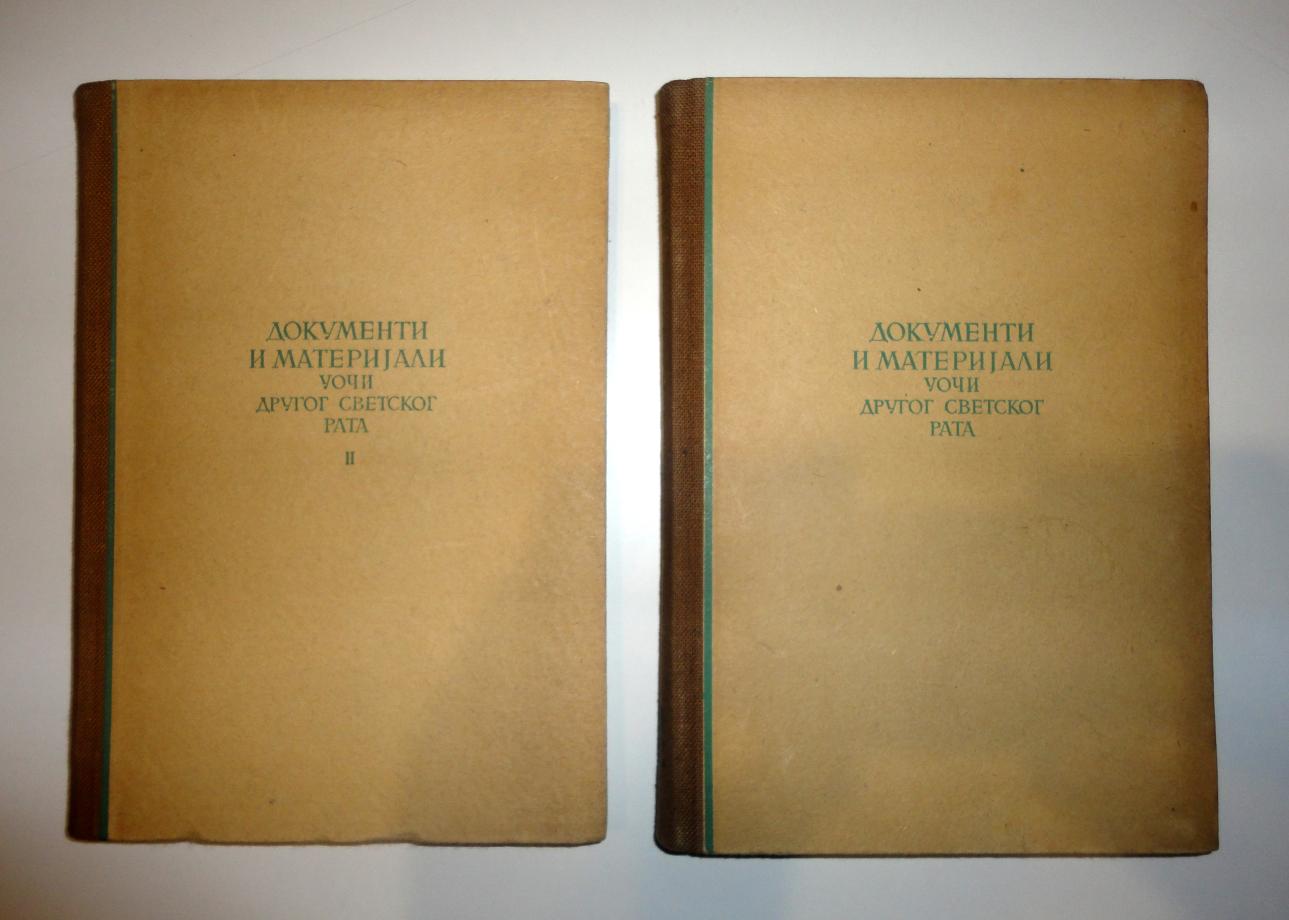 ДОКУМЕНТИ
И МАТЕРИЈАЛИ
УОЧИ
ДРУГОГ СВЕТСКОГ
РАТА
II
ДОКУМЕНТИ
И МАТЕРИЈАЛИ
УОЧИ
ДРУГОГ СВЕТСКОГ
РАТА